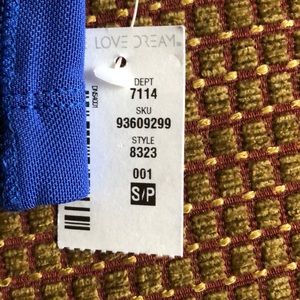 LOVE DREAM
DEPT
7114
SKU
93609299
STYLE
8323
001
S/P